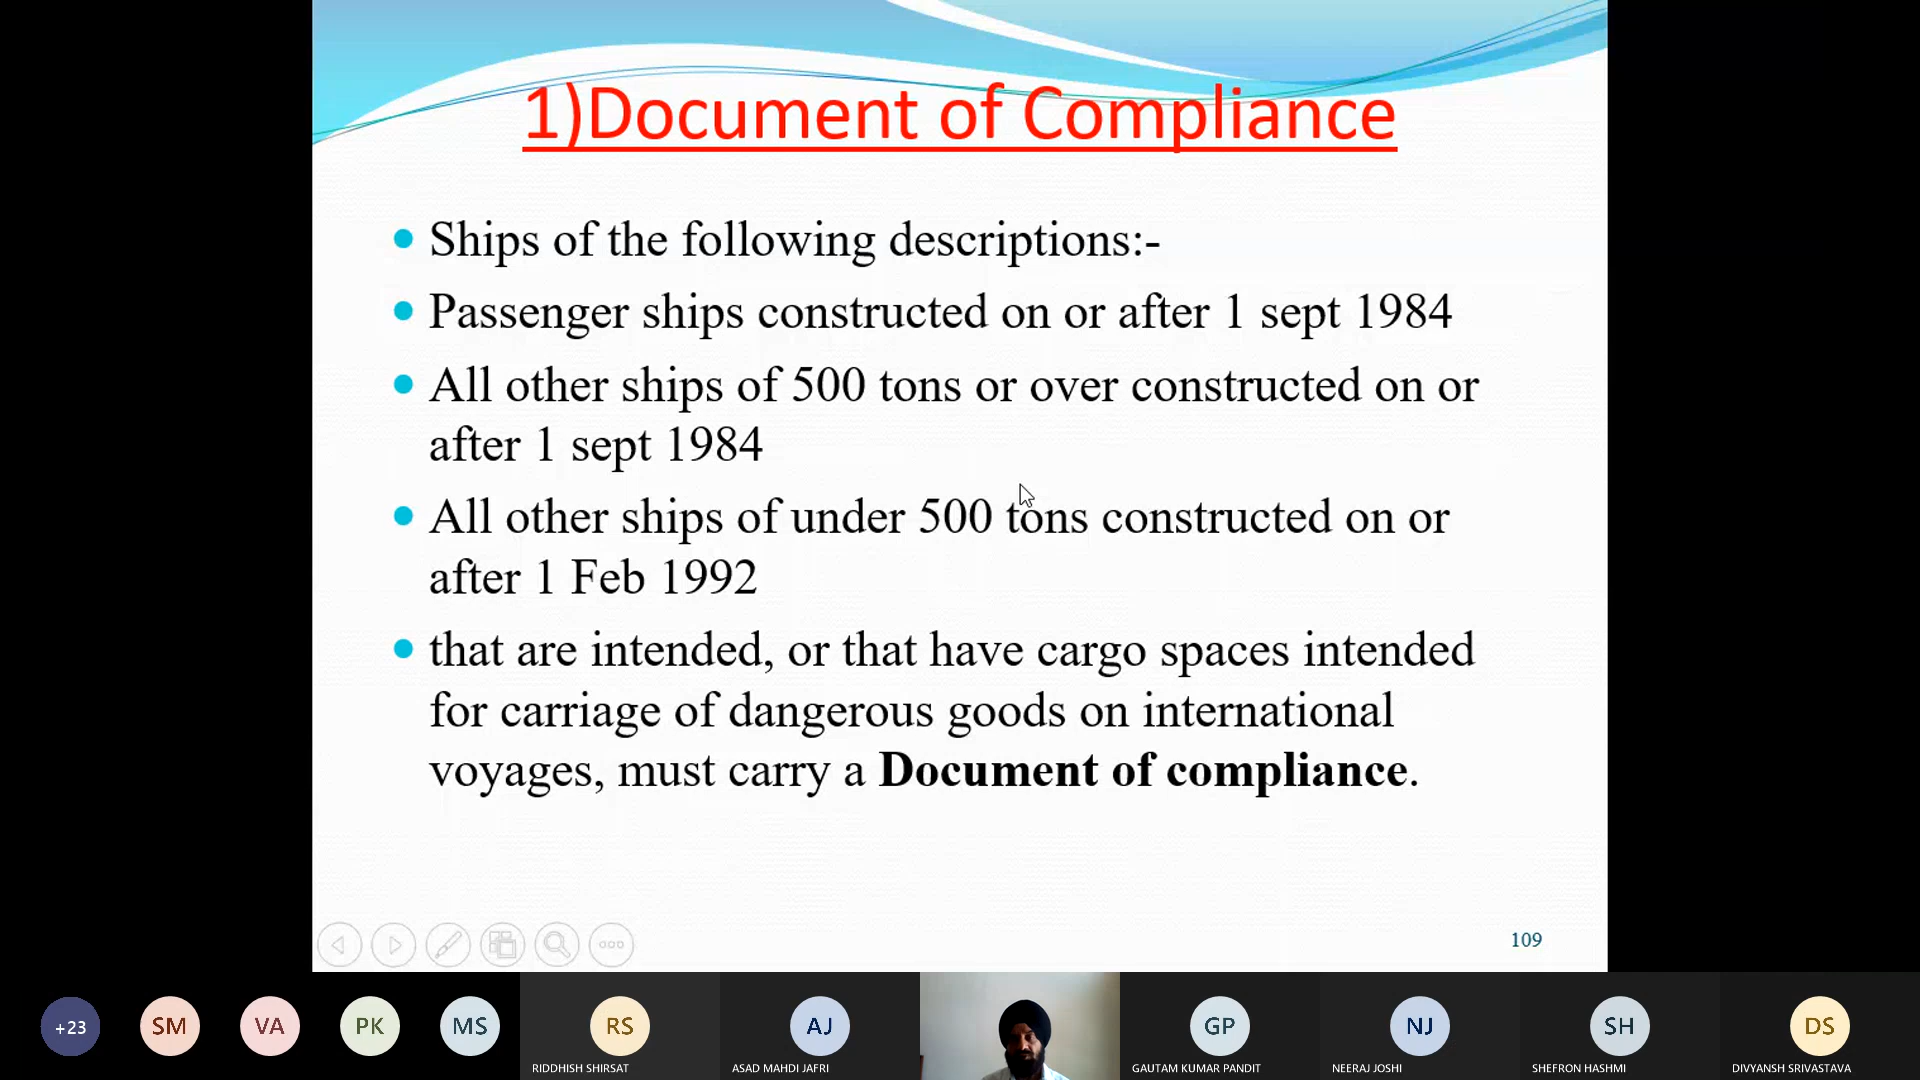 1)Document of Compliance
Ships of the following descriptions:-
Passenger ships constructed on or after 1 sept 1984
All other ships of 500 tons or over constructed on or
after 1 sept 1984
All other ships of under 500 tons constructed on or
after 1 Feb 1992
that are intended, or that have cargo spaces intended
for carriage of dangerous goods on international
voyages, must carry a Document of compliance.
109
+23
SM
VA
PK
MS
RS
AJ
GP
NJ
SH
DS
RIDDHISH SHIRSAT
ASAD MAHDI JAFRI
GAUTAM KUMAR PANDIT
NEERAJ JOSHI
SHEFRON HASHMI
DIVYANSH SRIVASTAVA